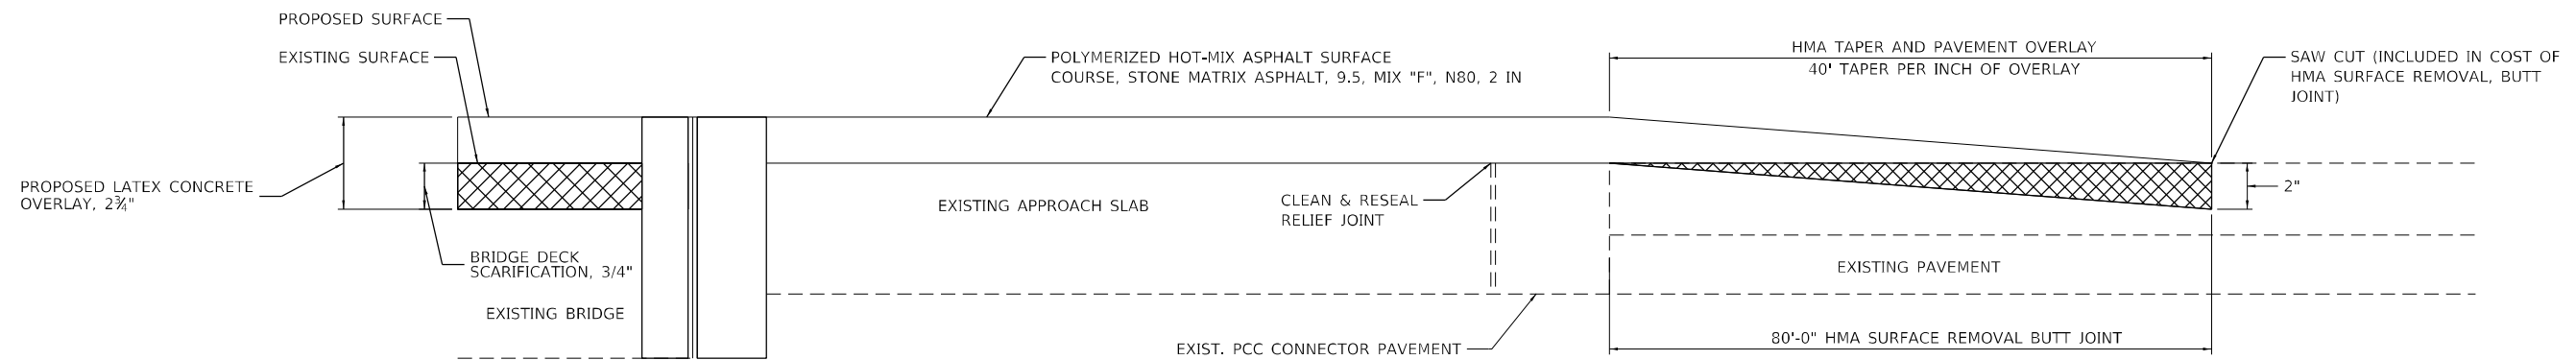 PROPOSED SURFACE
EXISTING SURFACE
POLYMERIZED HOT-MIX ASPHALT SURFACE
COURSE, STONE MATRIX ASPHALT, 9.5, MIX "F", N80, 2 IN
HMA TAPER AND PAVEMENT OVERLAY
40' TAPER PER INCH OF OVERLAY
SAW CUT (INCLUDED IN COST OF
HMA SURFACE REMOVAL, BUTT
JOINT)
PROPOSED LATEX CONCRETE
OVERLAY, 2¾"
BRIDGE DECK
SCARIFICATION, 3/4"
EXISTING BRIDGE
EXISTING APPROACH SLAB
CLEAN & RESEAL
RELIEF JOINT
2"
EXISTING PAVEMENT
EXIST. PCC CONNECTOR PAVEMENT
80'-0" HMA SURFACE REMOVAL BUTT JOINT